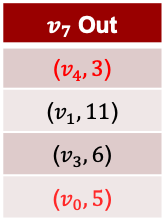 v₇ Out
(v₄, 3)
(v₁, 11)
(v₃, 6)
(v₀, 5)